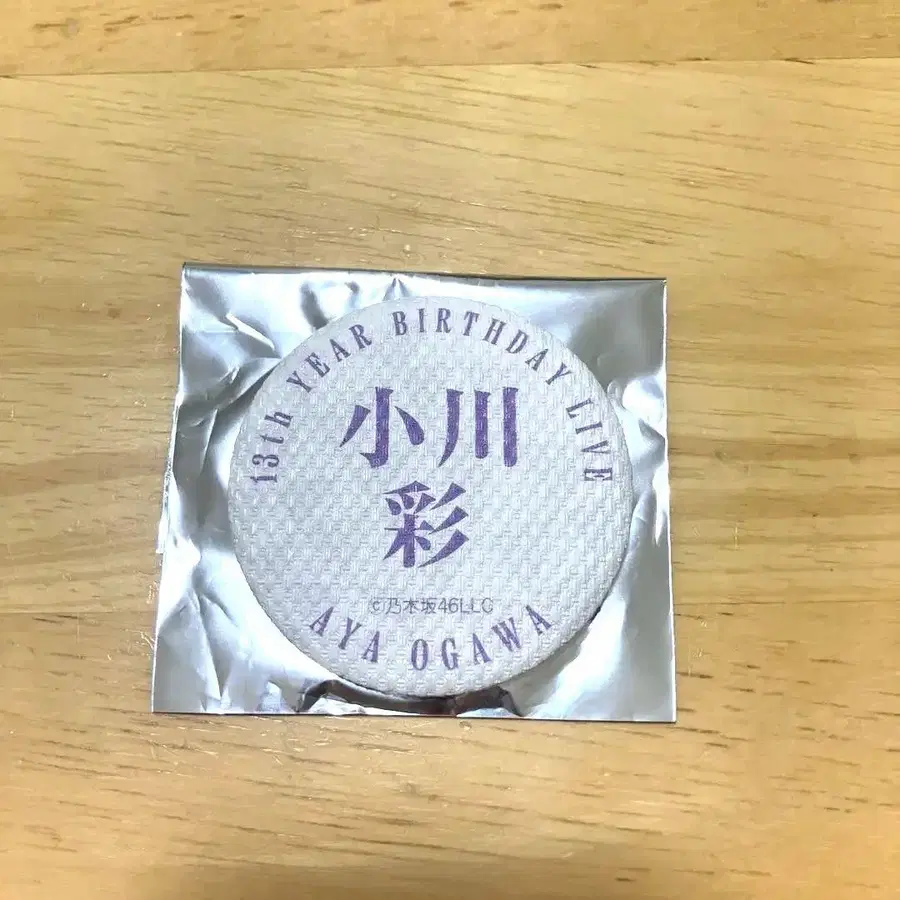 13th YEAR BIRTHDAY LIVE
小川
彩
©乃木坂46LLC
AYA OGAWA